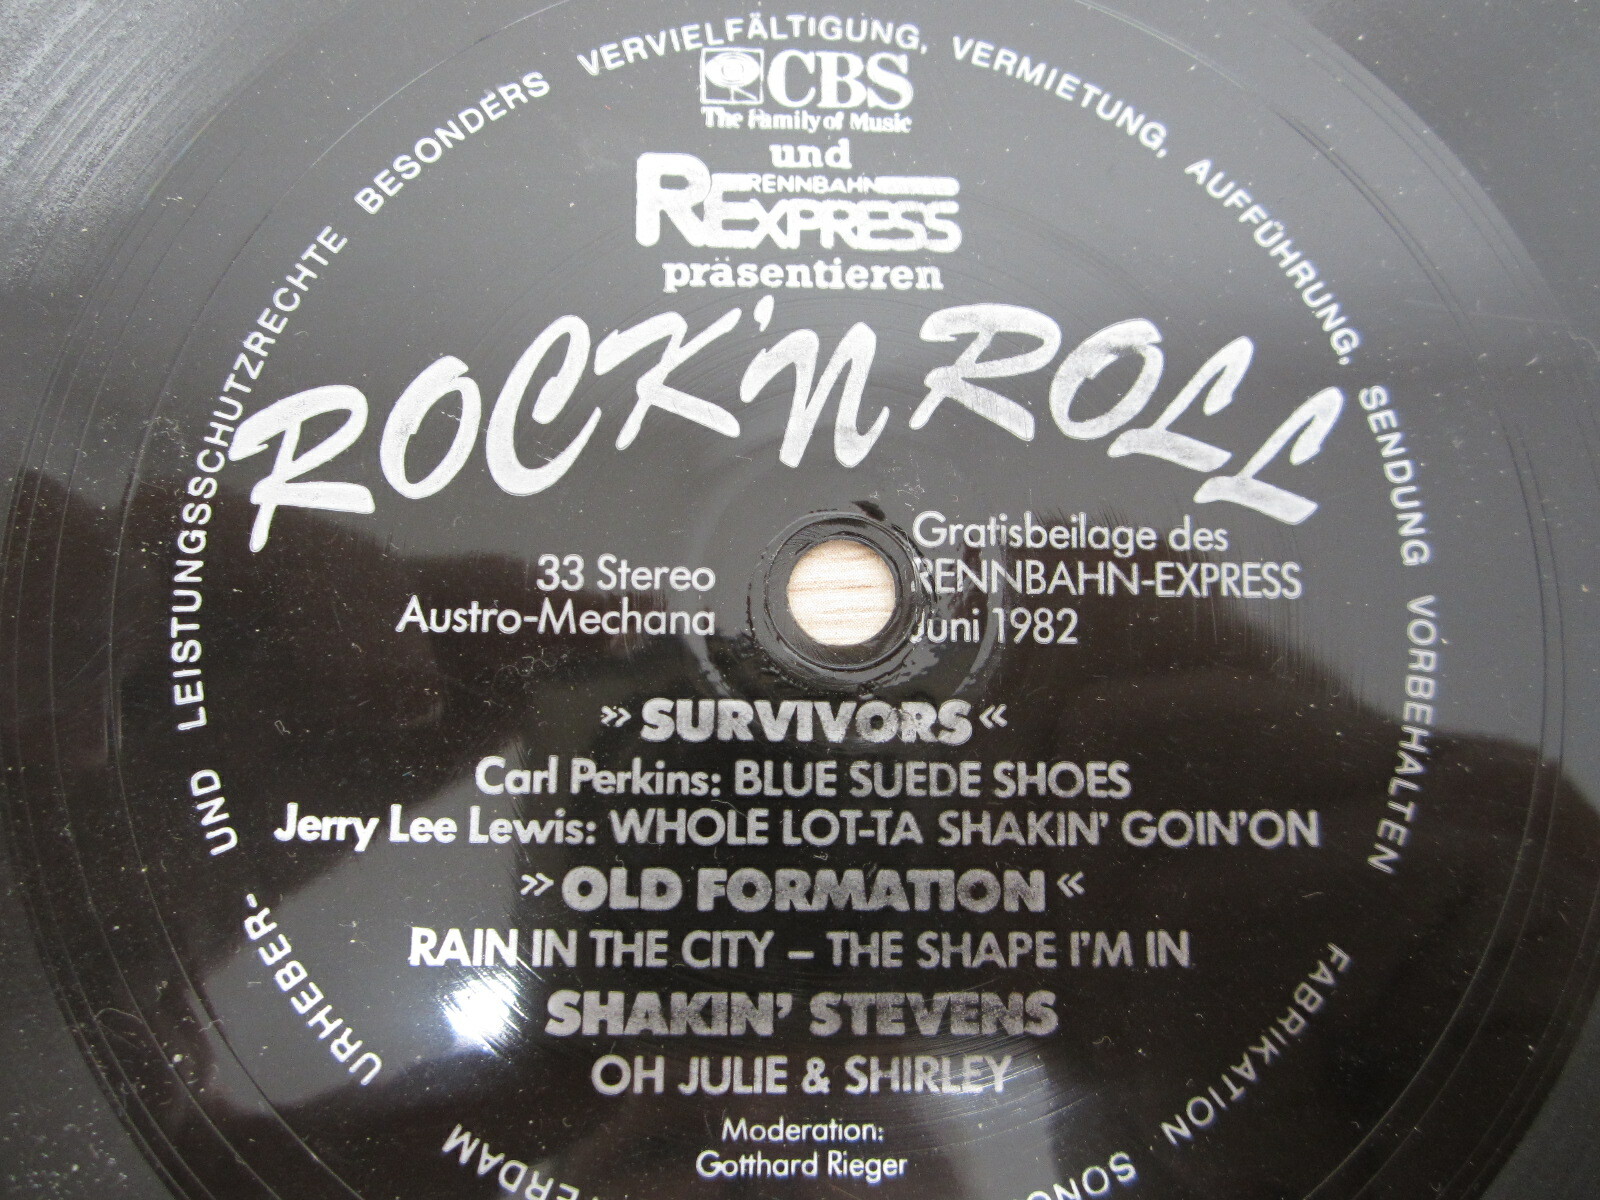 CBS
The Family of Music
und
RENNBAHN
EXPRESS
präsentieren
ROCK'N ROLL
33 Stereo
Austro-Mechana
Gratisbeilage des
RENNBAHN-EXPRESS
Juni 1982
»SURVIVORS«
Carl Perkins: BLUE SUEDE SHOES
Jerry Lee Lewis: WHOLE LOT-TA SHAKIN' GOIN'ON
»OLD FORMATION«
RAIN IN THE CITY – THE SHAPE I'M IN
SHAKIN' STEVENS
OH JULIE & SHIRLEY
Moderation:
Gotthard Rieger
URHEBER- UND LEISTUNGSSCHUTZRECHTE BESONDERS VERVIELFÄLTIGUNG, VERMIETUNG, AUFFÜHRUNG, SENDUNG VORBEHALTEN
FABRIKATION